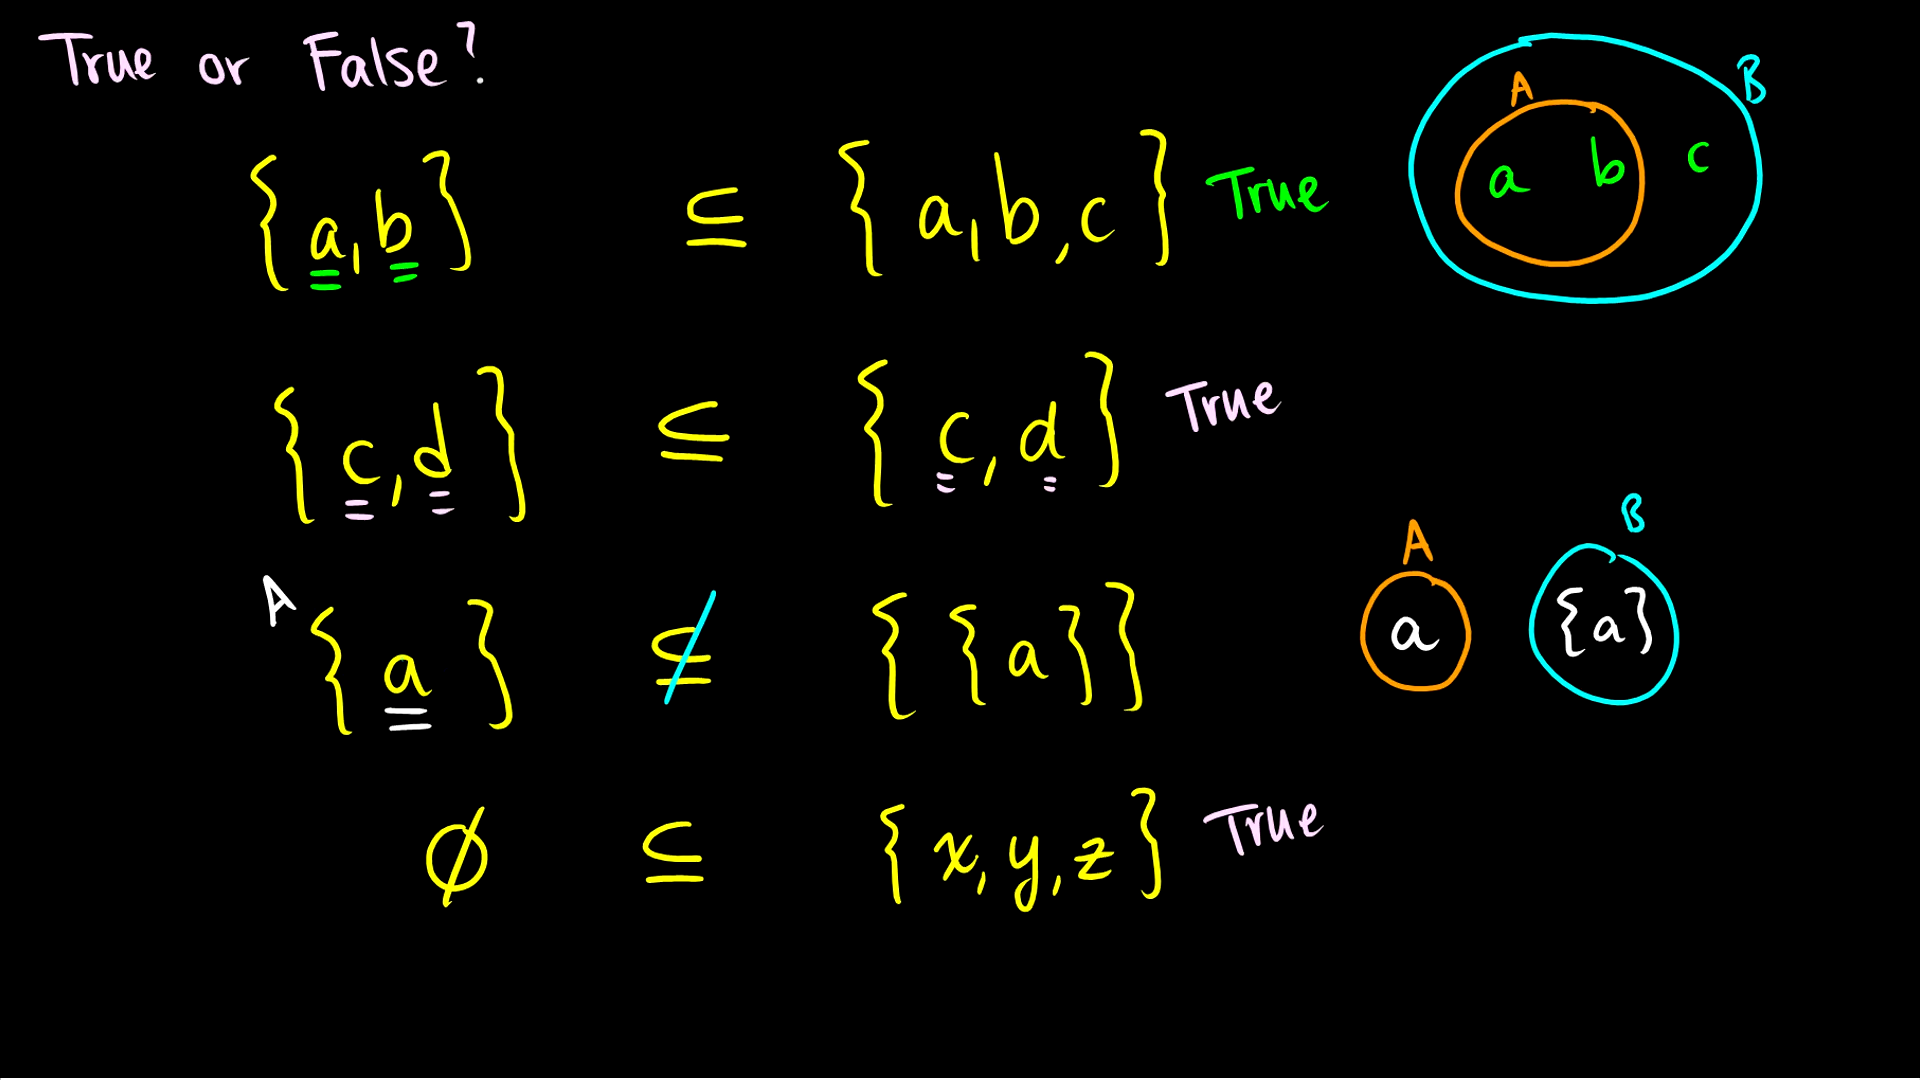 True or False?
{a,b} ⊆ {a,b,c} True
A B
a b c
{c,d} ⊆ {c,d} True
A {a} ⊈ {{a}}
A B
a {a}
∅ ⊆ {x,y,z} True